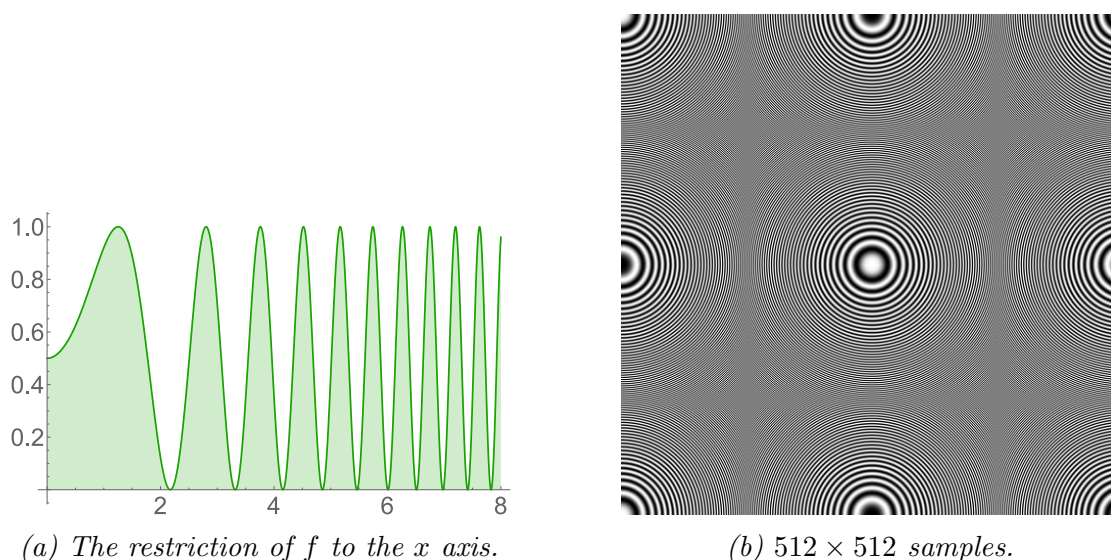 1.0
0.8
0.6
0.4
0.2
2 4 6 8
(a) The restriction of f to the x axis.
(b) 512 × 512 samples.